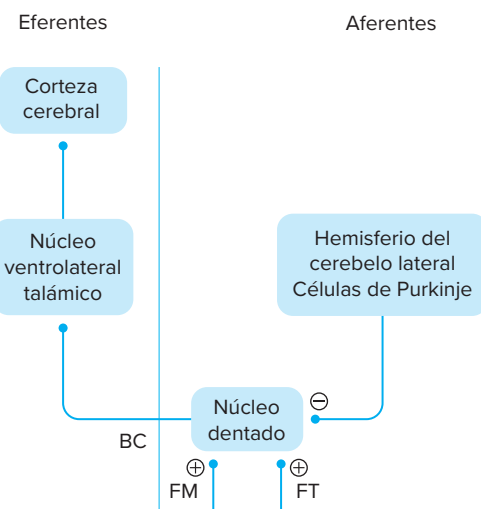 Eferentes
Aferentes
Corteza
cerebral
Núcleo
ventrolateral
talámico
Hemisferio del
cerebelo lateral
Células de Purkinje
Núcleo
dentado
−
BC
+
+
FM
FT